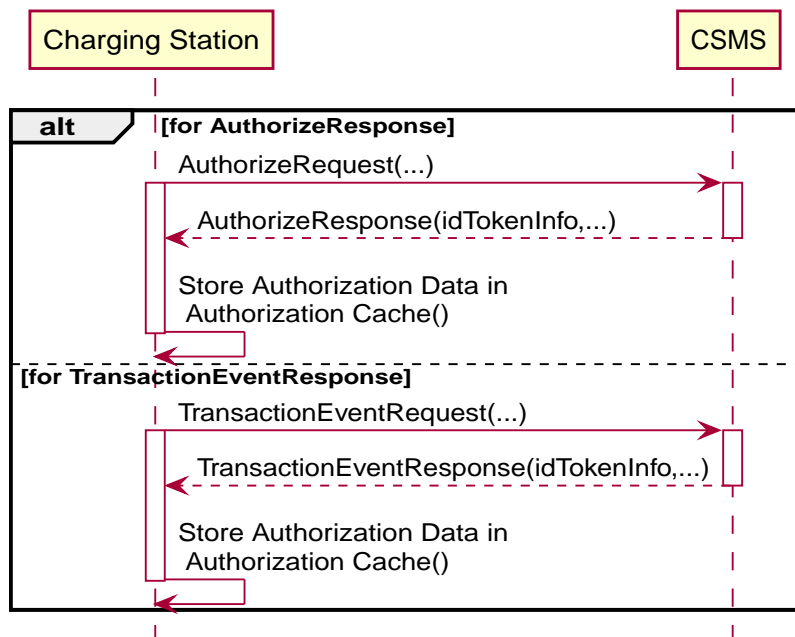 Charging Station
CSMS
alt
[for AuthorizeResponse]
AuthorizeRequest(...)
AuthorizeResponse(idTokenInfo,...)
Store Authorization Data in
Authorization Cache()
[for TransactionEventResponse]
TransactionEventRequest(...)
TransactionEventResponse(idTokenInfo,...)
Store Authorization Data in
Authorization Cache()